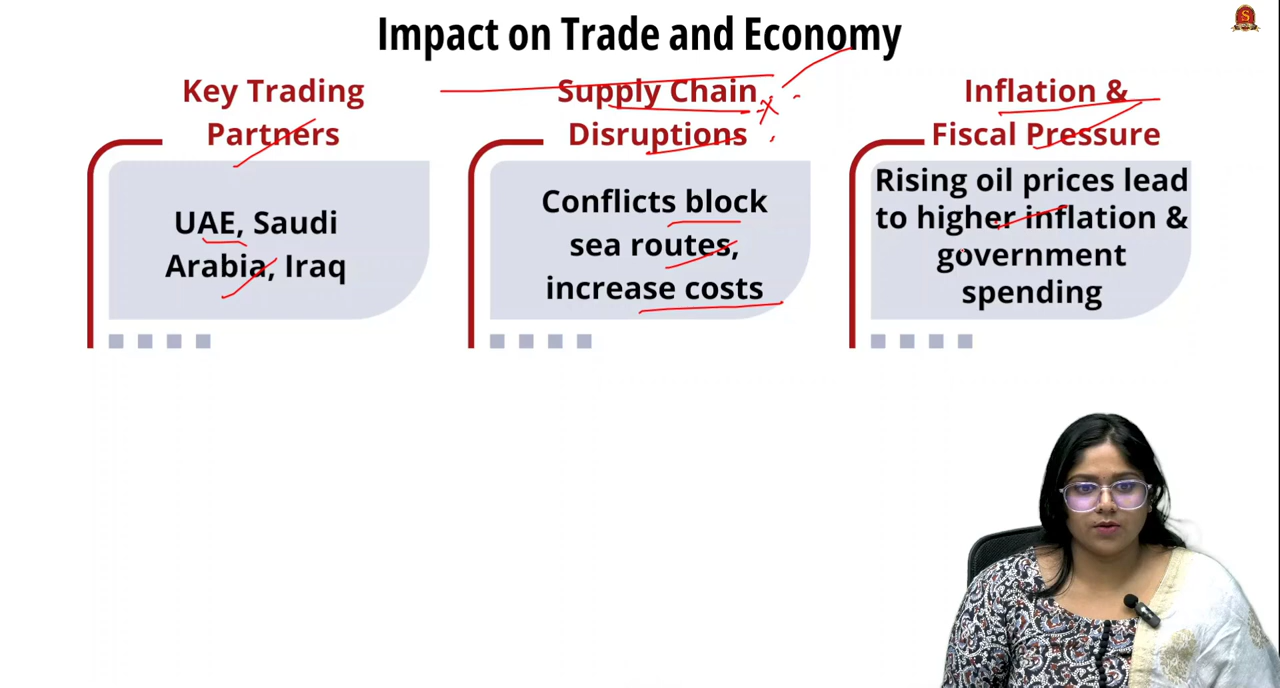 Impact on Trade and Economy
Key Trading
Partners
UAE, Saudi
Arabia, Iraq
Supply Chain
Disruptions
Conflicts block
sea routes,
increase costs
Inflation &
Fiscal Pressure
Rising oil prices lead
to higher inflation &
government
spending